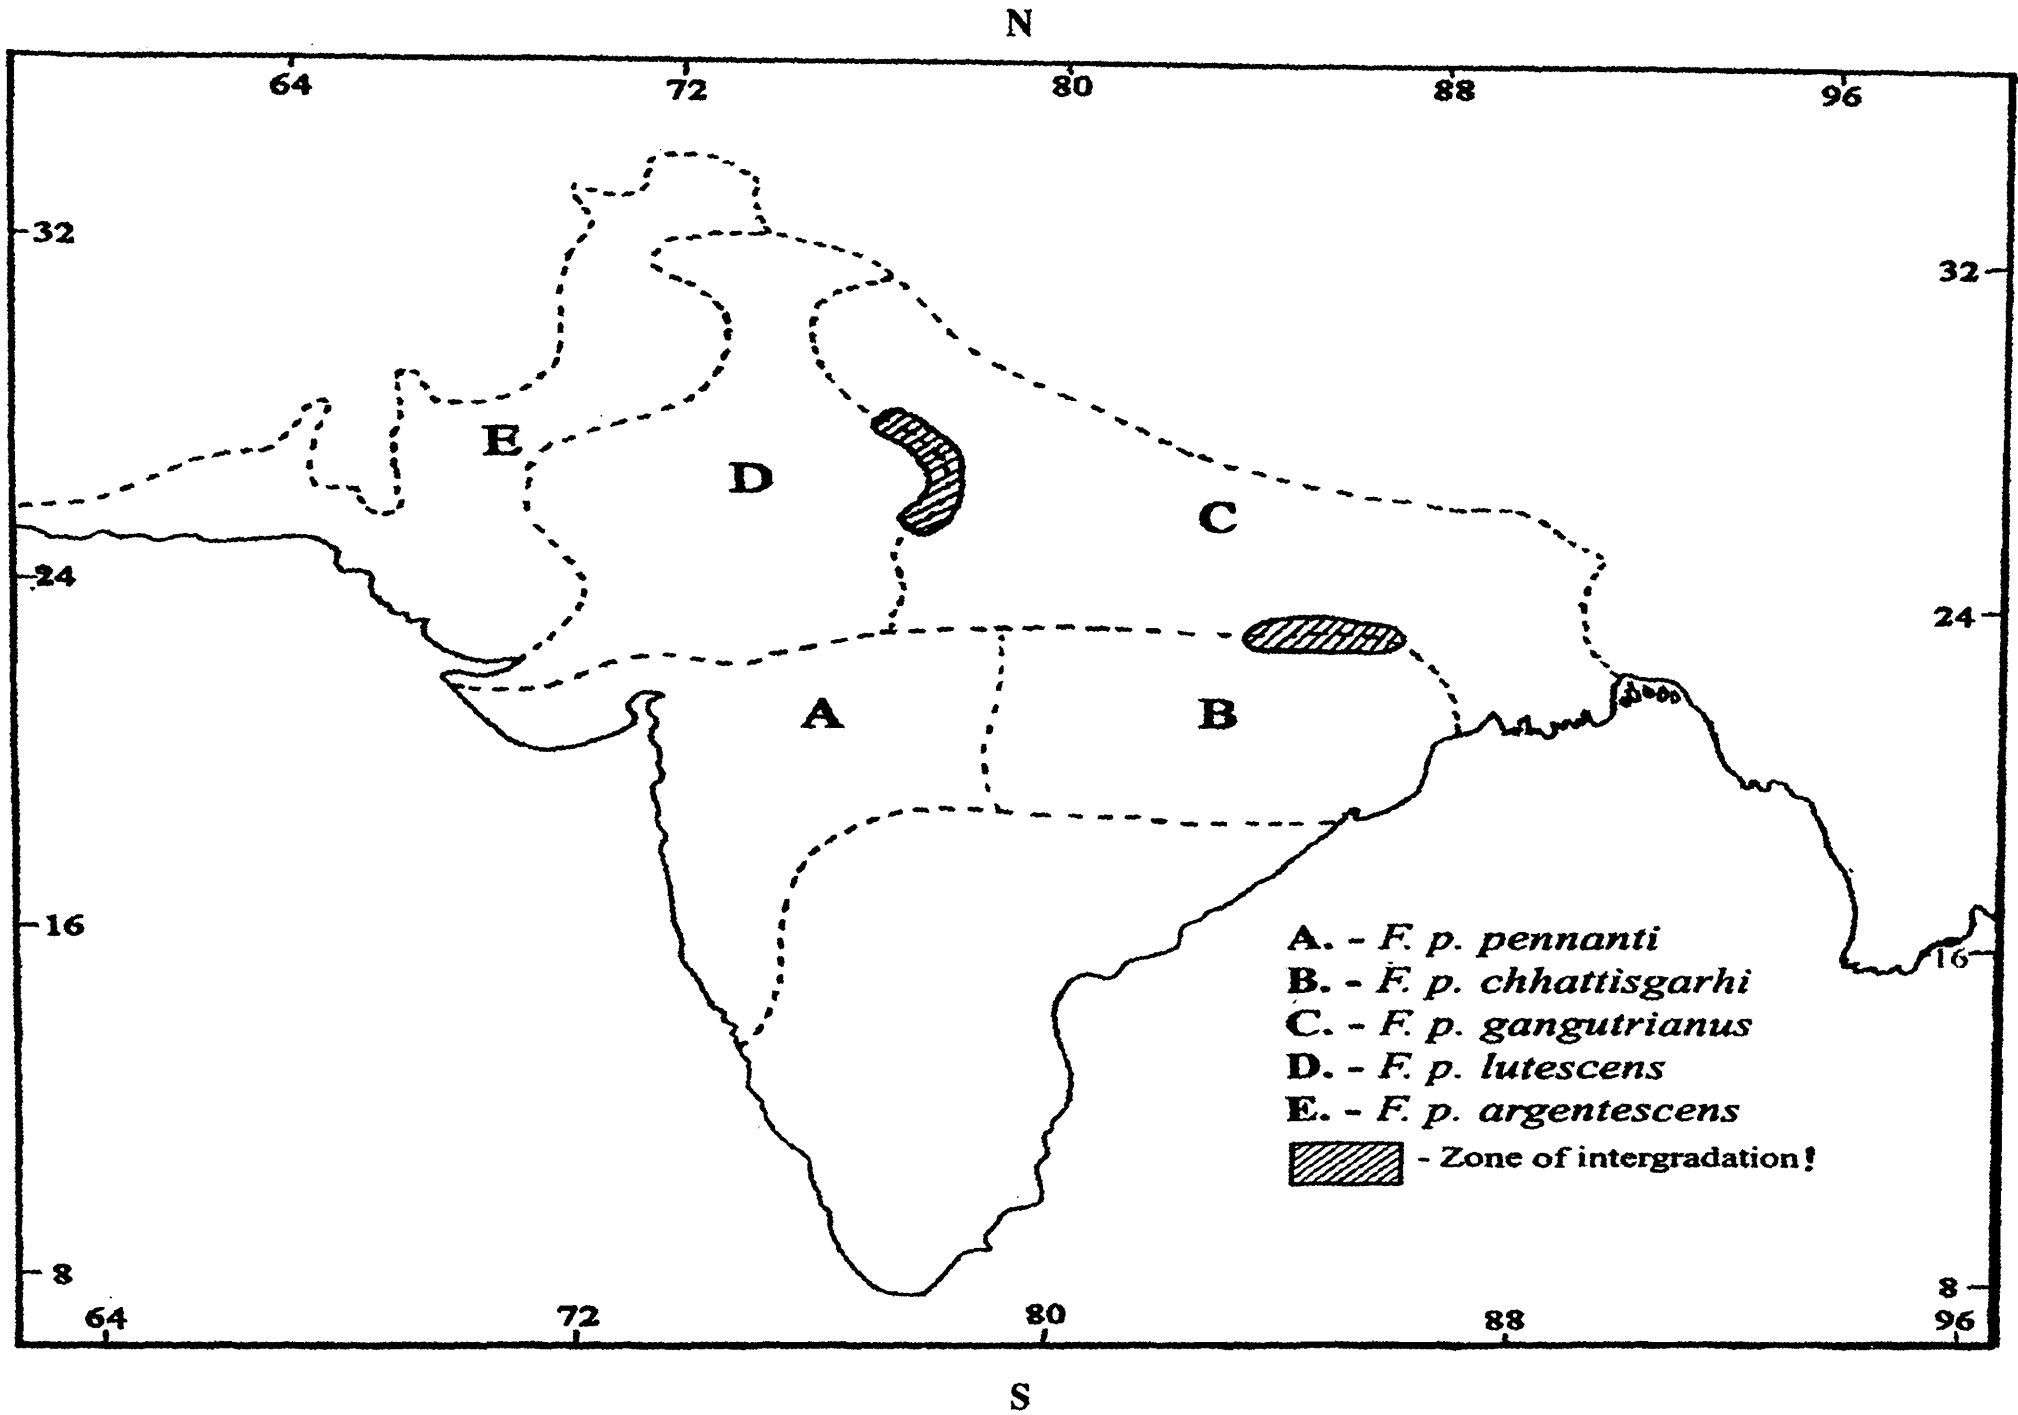 N
64 72 80 88 96
32
32
E
D
C
24
24
A
B
16
A. - F. p. pennanti
16
B. - F. p. chhattisgarhi
C. - F. p. gangutrianus
D. - F. p. lutescens
E. - F. p. argentescens
- Zone of intergradation!
8
8
64 72 80 88 96
S